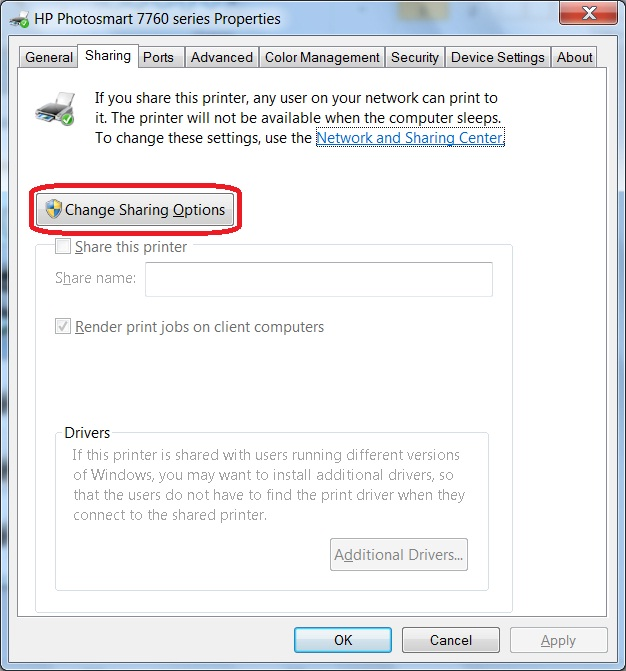 HP Photosmart 7760 series Properties
General Sharing Ports Advanced Color Management Security Device Settings About
If you share this printer, any user on your network can print to
it. The printer will not be available when the computer sleeps.
To change these settings, use the Network and Sharing Center.
Change Sharing Options
Share this printer
Share name:
Render print jobs on client computers
Drivers
If this printer is shared with users running different versions
of Windows, you may want to install additional drivers, so
that the users do not have to find the print driver when they
connect to the shared printer.
Additional Drivers...
OK Cancel Apply